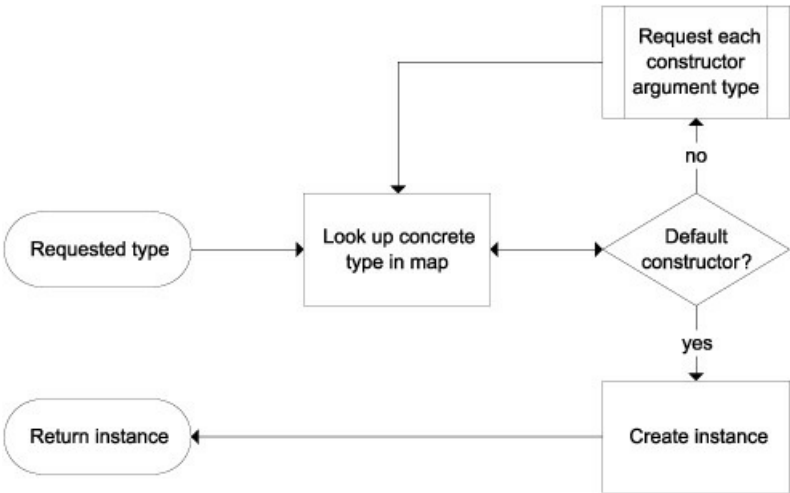 Request each
constructor
argument type
no
Requested type
Look up concrete
type in map
Default
constructor?
yes
Return instance
Create instance